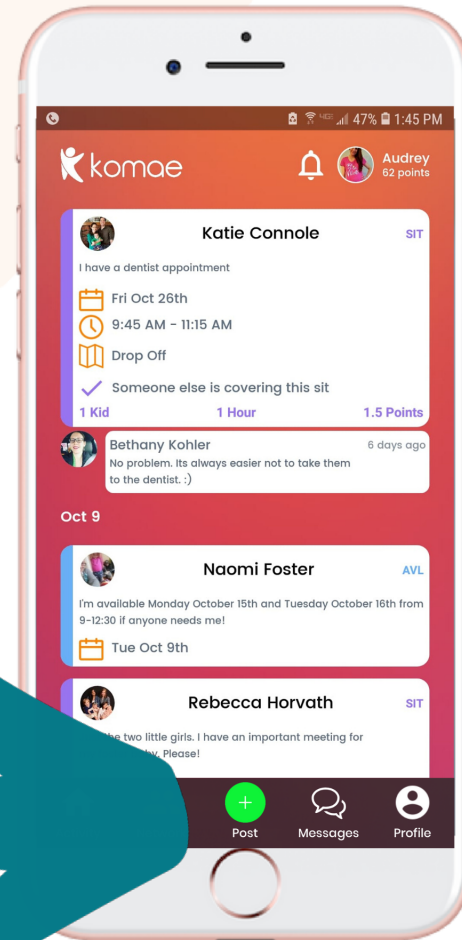 47% 1:45 PM
komae
Audrey
62 points
Katie Connole SIT
I have a dentist appointment
Fri Oct 26th
9:45 AM - 11:15 AM
Drop Off
Someone else is covering this sit
1 Kid 1 Hour 1.5 Points
Bethany Kohler 6 days ago
No problem. Its always easier not to take them
to the dentist. :)
Oct 9
Naomi Foster AVL
I'm available Monday October 15th and Tuesday October 16th from
9-12:30 if anyone needs me!
Tue Oct 9th
Rebecca Horvath SIT
the two little girls. I have an important meeting for
Please!
Post Messages Profile